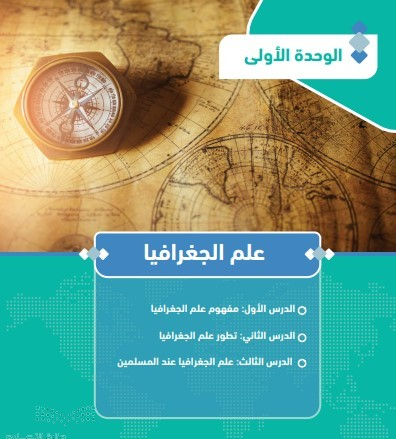 الوحدة الأولى
علم الجغرافيا
الدرس الأول: مفهوم علم الجغرافيا
الدرس الثاني: تطور علم الجغرافيا
الدرس الثالث: علم الجغرافيا عند المسلمين